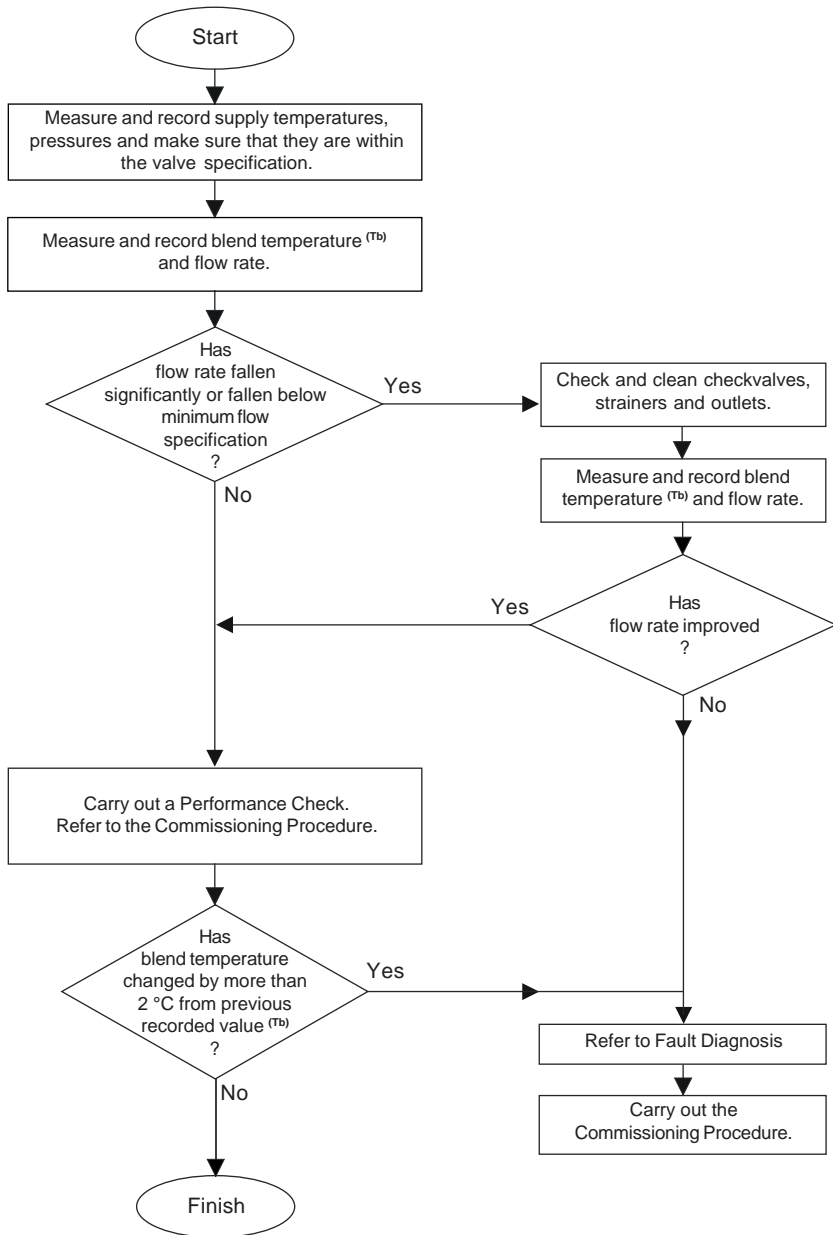 Start
Measure and record supply temperatures,
pressures and make sure that they are within
the valve specification.
Measure and record blend temperature (Tb)
and flow rate.
Has
flow rate fallen
significantly or fallen below
minimum flow
specification
?
Yes
No
Check and clean checkvalves,
strainers and outlets.
Measure and record blend
temperature (Tb) and flow rate.
Has
flow rate improved
?
Yes
No
Carry out a Performance Check.
Refer to the Commissioning Procedure.
Has
blend temperature
changed by more than
2 °C from previous
recorded value (Tb)
?
Yes
No
Refer to Fault Diagnosis
Carry out the
Commissioning Procedure.
Finish